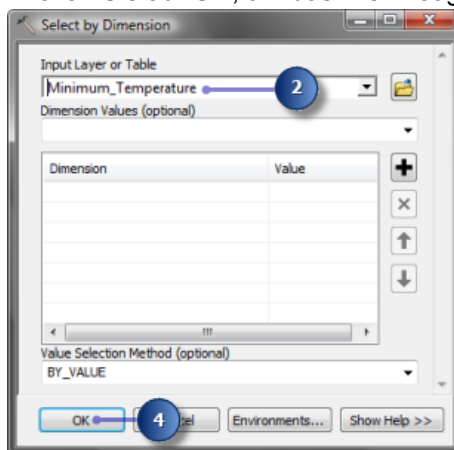 Select by Dimension
Input Layer or Table
Minimum_Temperature
2
Dimension Values (optional)
Dimension Value
Value Selection Method (optional)
BY_VALUE
OK 4 cel Environments... Show Help >>